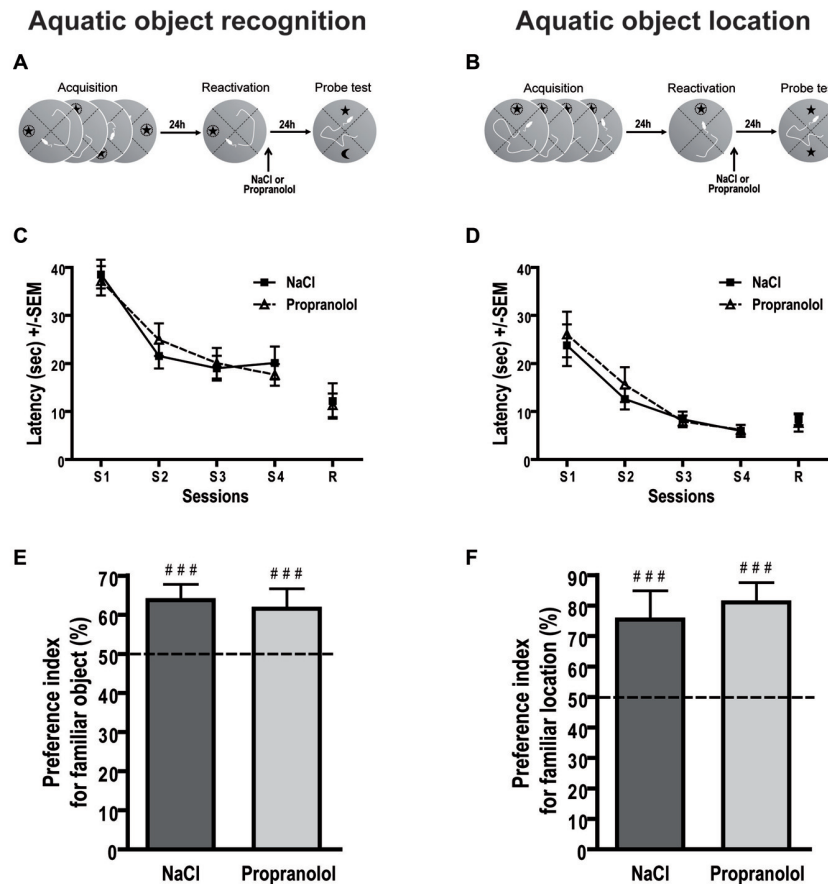 Aquatic object recognition
Aquatic object location
A
Acquisition
Reactivation
Probe test
24h
24h
NaCl or
Propranolol
B
Acquisition
Reactivation
Probe test
24h
24h
NaCl or
Propranolol
C
Latency (sec) +/-SEM
40
30
20
10
0
NaCl
Propranolol
S1 S2 S3 S4 R
Sessions
D
Latency (sec) +/-SEM
40
30
20
10
0
NaCl
Propranolol
S1 S2 S3 S4 R
Sessions
E
Preference index
for familiar object (%)
70
60
50
40
30
20
10
0
# # #
# # #
NaCl Propranolol
F
Preference index
for familiar location (%)
90
80
70
60
50
40
30
20
10
0
# # #
# # #
NaCl Propranolol